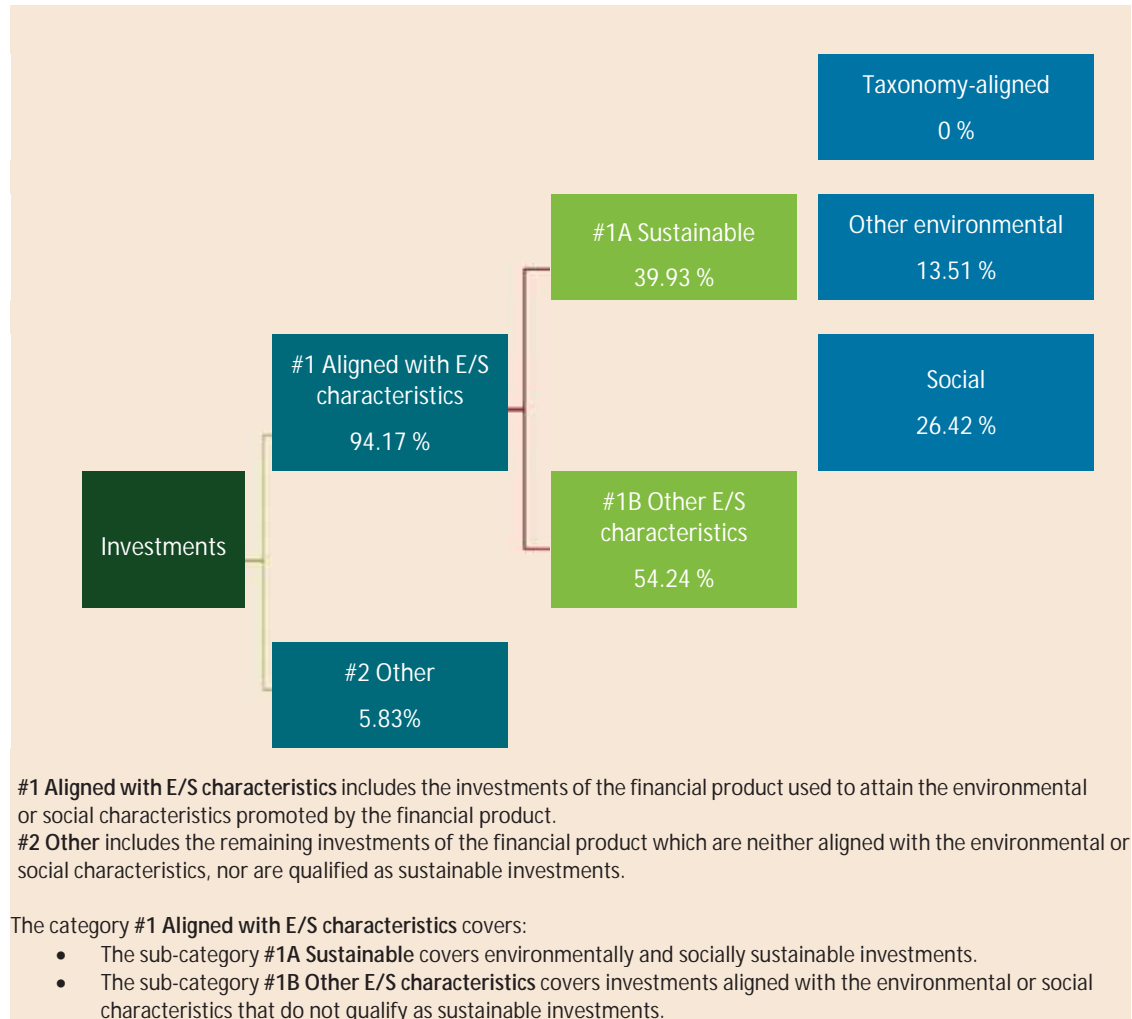 Taxonomy-aligned
0 %
#1A Sustainable
39.93 %
Other environmental
13.51 %
#1 Aligned with E/S
characteristics
94.17 %
Social
26.42 %
Investments
#1B Other E/S
characteristics
54.24 %
#2 Other
5.83%
#1 Aligned with E/S characteristics includes the investments of the financial product used to attain the environmental
or social characteristics promoted by the financial product.
#2 Other includes the remaining investments of the financial product which are neither aligned with the environmental or
social characteristics, nor are qualified as sustainable investments.
The category #1 Aligned with E/S characteristics covers:
• The sub-category #1A Sustainable covers environmentally and socially sustainable investments.
• The sub-category #1B Other E/S characteristics covers investments aligned with the environmental or social
characteristics that do not qualify as sustainable investments.